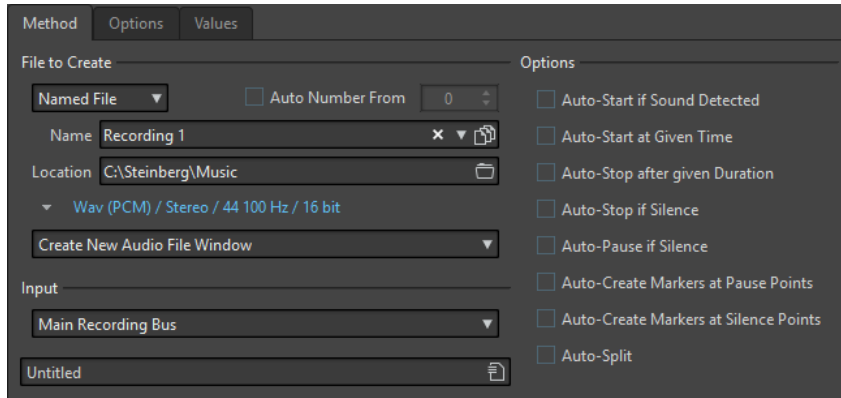 Method Options Values
File to Create
Named File Auto Number From 0
Name Recording 1
Location C:\Steinberg\Music
Wav (PCM) / Stereo / 44 100 Hz / 16 bit
Create New Audio File Window
Input
Main Recording Bus
Untitled
Options
Auto-Start if Sound Detected
Auto-Start at Given Time
Auto-Stop after given Duration
Auto-Stop if Silence
Auto-Pause if Silence
Auto-Create Markers at Pause Points
Auto-Create Markers at Silence Points
Auto-Split